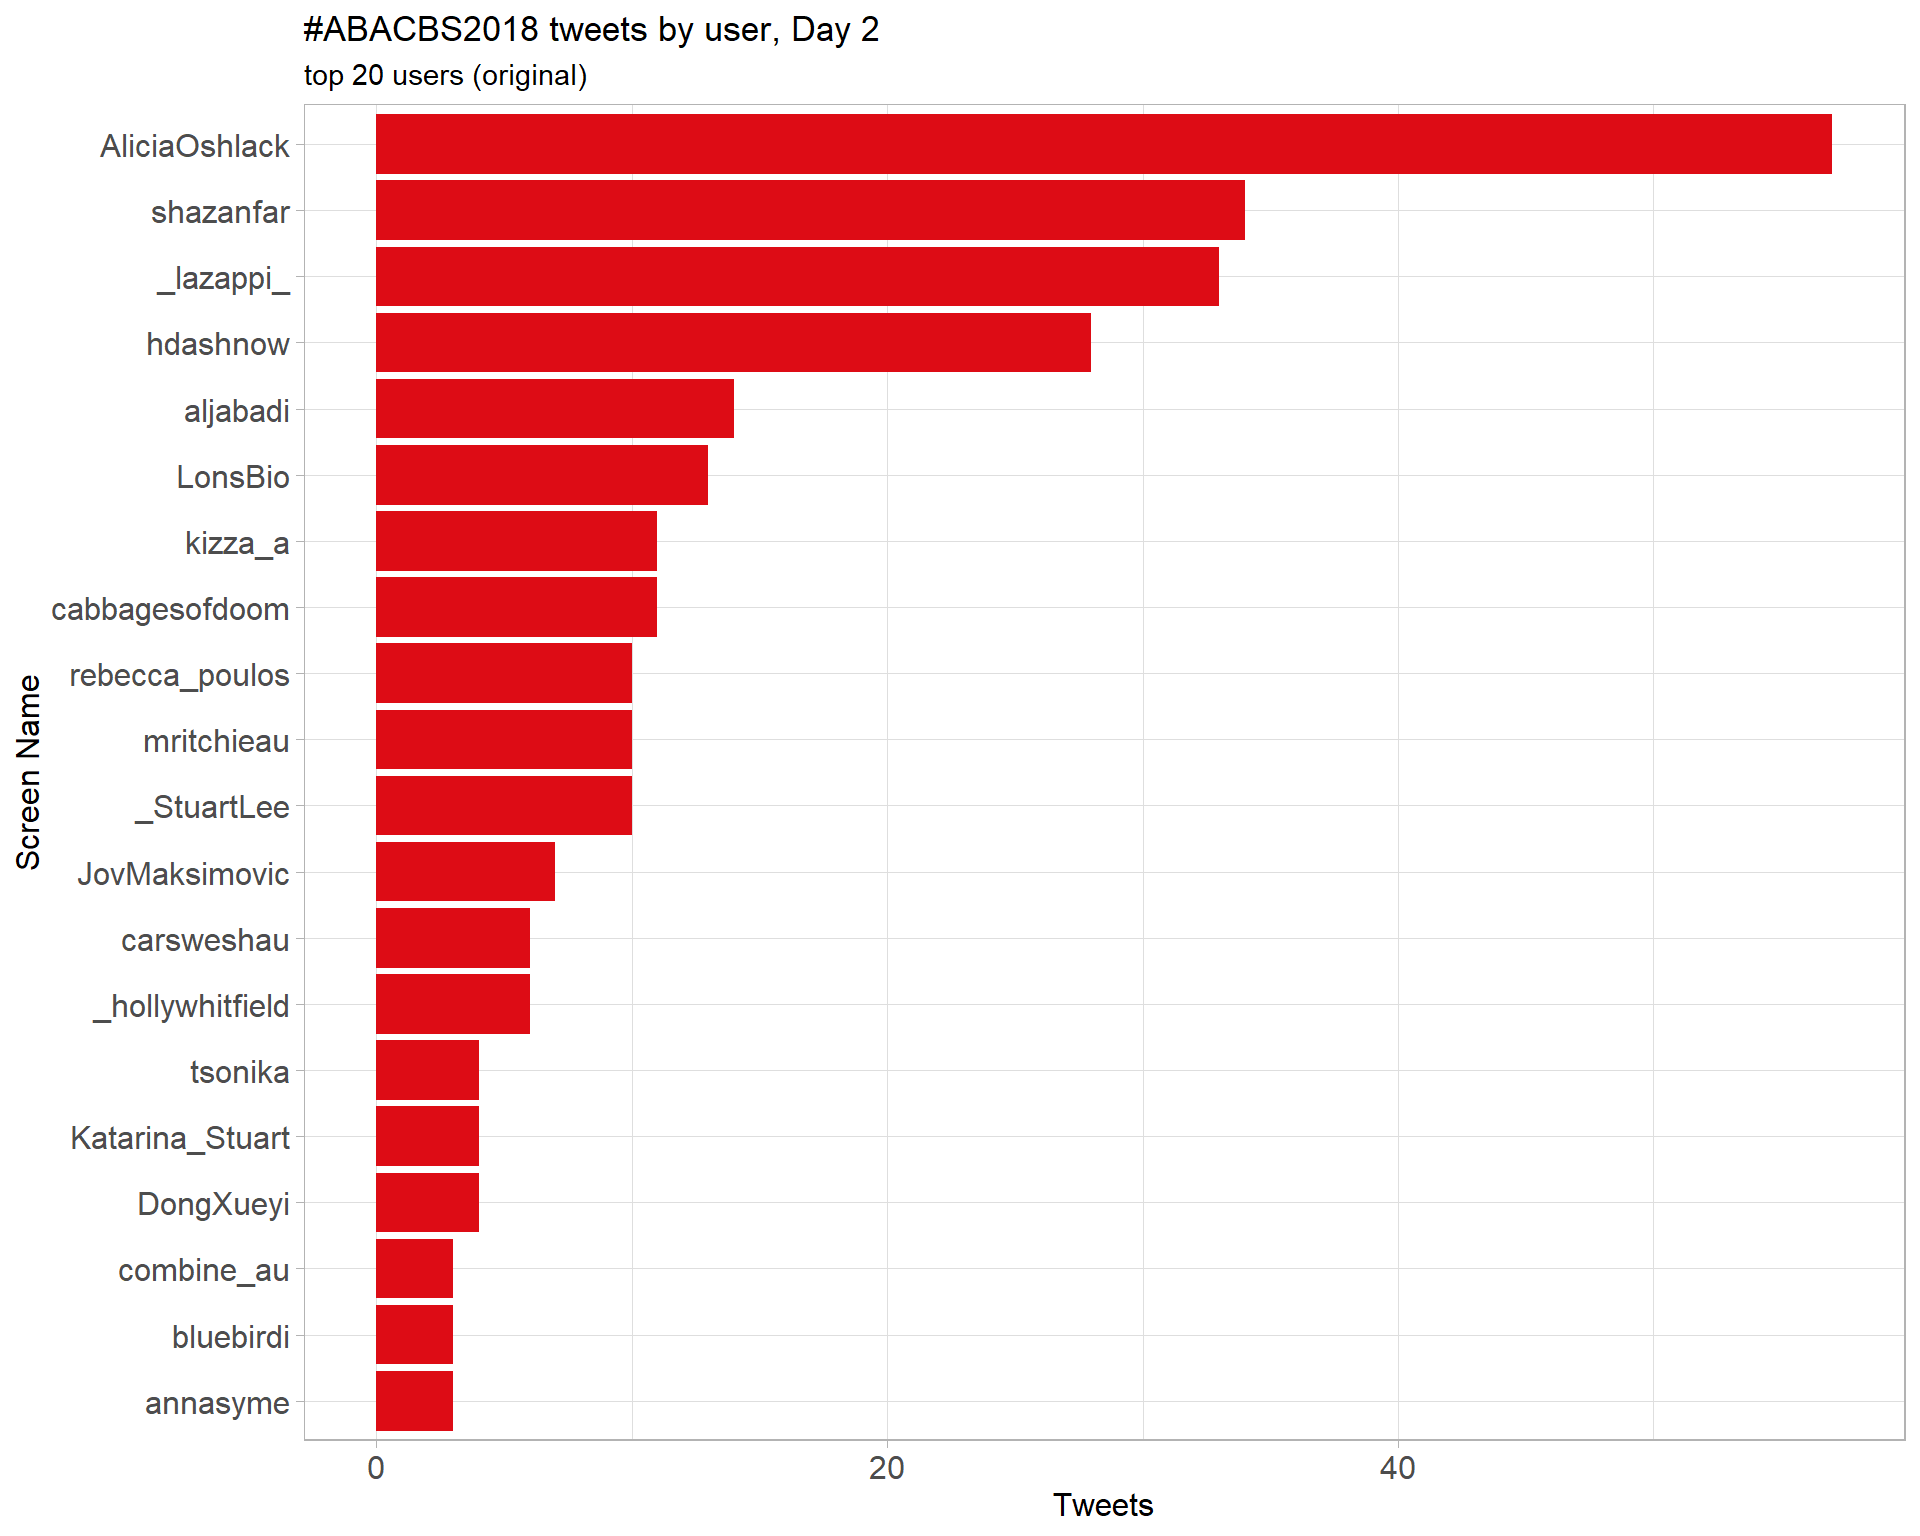 #ABACBS2018 tweets by user, Day 2
top 20 users (original)
AliciaOshlack
shazanfar
_lazappi_
hdashnow
aljabadi
LonsBio
kizza_a
cabbagesofdoom
rebecca_poulos
mritchieau
_StuartLee
JovMaksimovic
carsweshau
_hollywhitfield
tsonika
Katarina_Stuart
DongXueyi
combine_au
bluebirdi
annasyme
Screen Name
0 20 40
Tweets